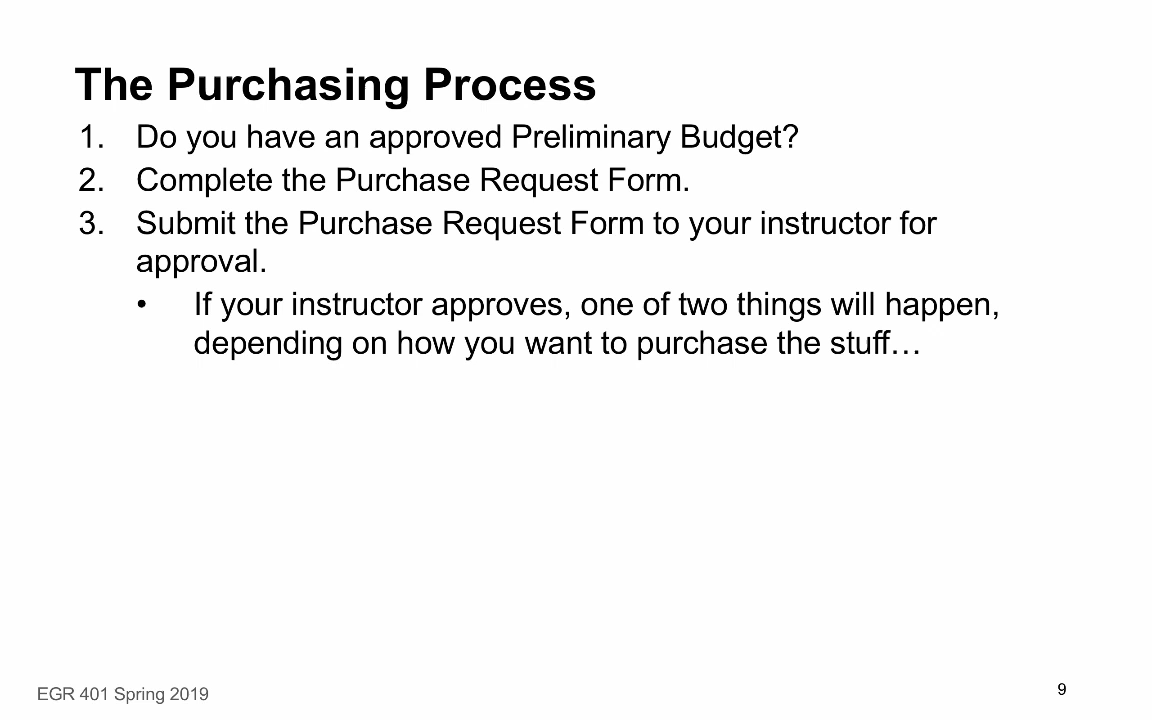 The Purchasing Process
1. Do you have an approved Preliminary Budget?
2. Complete the Purchase Request Form.
3. Submit the Purchase Request Form to your instructor for
approval.
• If your instructor approves, one of two things will happen,
depending on how you want to purchase the stuff…
EGR 401 Spring 2019
9